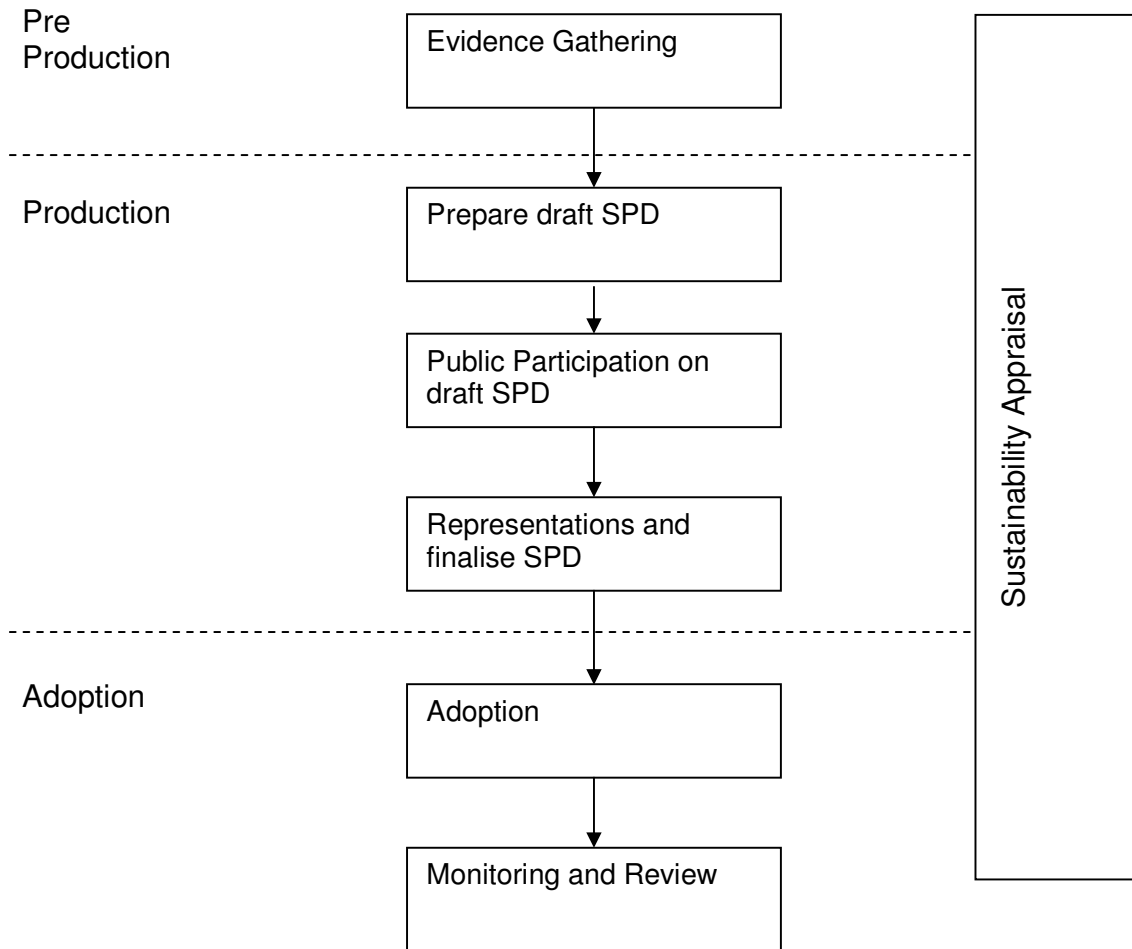 Pre
Production
Evidence Gathering
Production
Prepare draft SPD
Public Participation on
draft SPD
Representations and
finalise SPD
Adoption
Adoption
Monitoring and Review
Sustainability Appraisal